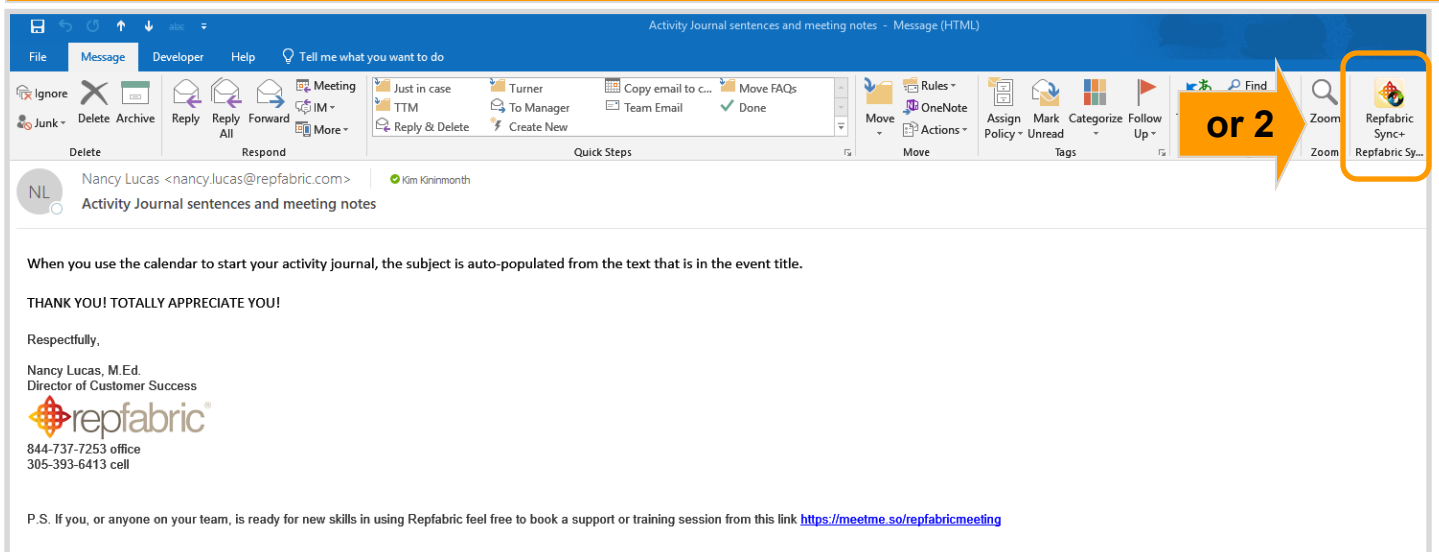 abc
Activity Journal sentences and meeting notes - Message (HTML)
File Message Developer Help Tell me what you want to do
Ignore
Junk
Delete Archive
Reply Reply All Forward
Meeting
IM
More
Just in case Turner Copy email to c... Move FAQs
TTM To Manager Team Email Done
Reply & Delete Create New
Move
Rules
OneNote
Actions
Assign Policy Mark Unread Categorize Follow Up
Find
or 2
Zoom
Repfabric Sync+
Delete Respond Quick Steps Move Tags Zoom Repfabric Sy...
NL
Nancy Lucas <nancy.lucas@repfabric.com> Kim Kininmonth
Activity Journal sentences and meeting notes
When you use the calendar to start your activity journal, the subject is auto-populated from the text that is in the event title.
THANK YOU! TOTALLY APPRECIATE YOU!
Respectfully,
Nancy Lucas, M.Ed.
Director of Customer Success
repfabric®
844-737-7253 office
305-393-6413 cell
P.S. If you, or anyone on your team, is ready for new skills in using Repfabric feel free to book a support or training session from this link https://meetme.so/repfabricmeeting